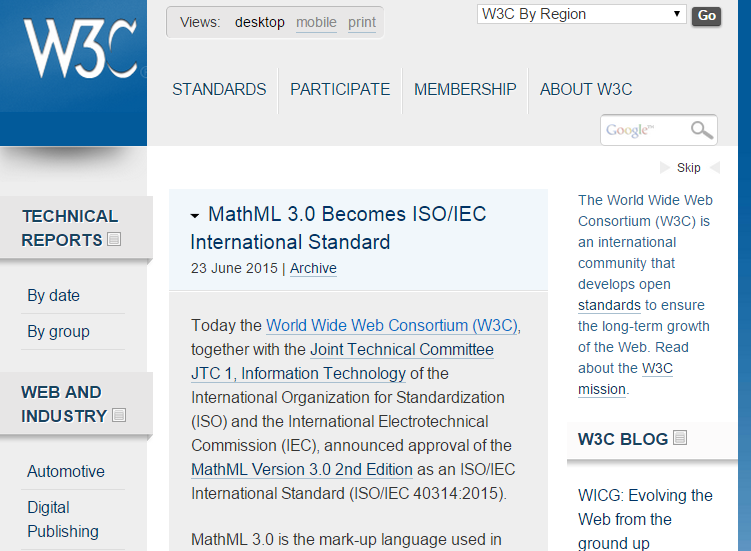 W3C
Views: desktop mobile print
W3C By Region
Go
STANDARDS PARTICIPATE MEMBERSHIP ABOUT W3C
Google™
Skip
TECHNICAL
REPORTS
By date
By group
WEB AND
INDUSTRY
Automotive
Digital
Publishing
MathML 3.0 Becomes ISO/IEC
International Standard
23 June 2015 | Archive
Today the World Wide Web Consortium (W3C),
together with the Joint Technical Committee
JTC 1, Information Technology of the
International Organization for Standardization
(ISO) and the International Electrotechnical
Commission (IEC), announced approval of the
MathML Version 3.0 2nd Edition as an ISO/IEC
International Standard (ISO/IEC 40314:2015).
MathML 3.0 is the mark-up language used in
The World Wide Web
Consortium (W3C) is
an international
community that
develops open
standards to ensure
the long-term growth
of the Web. Read
about the W3C
mission.
W3C BLOG
WICG: Evolving the
Web from the
ground up